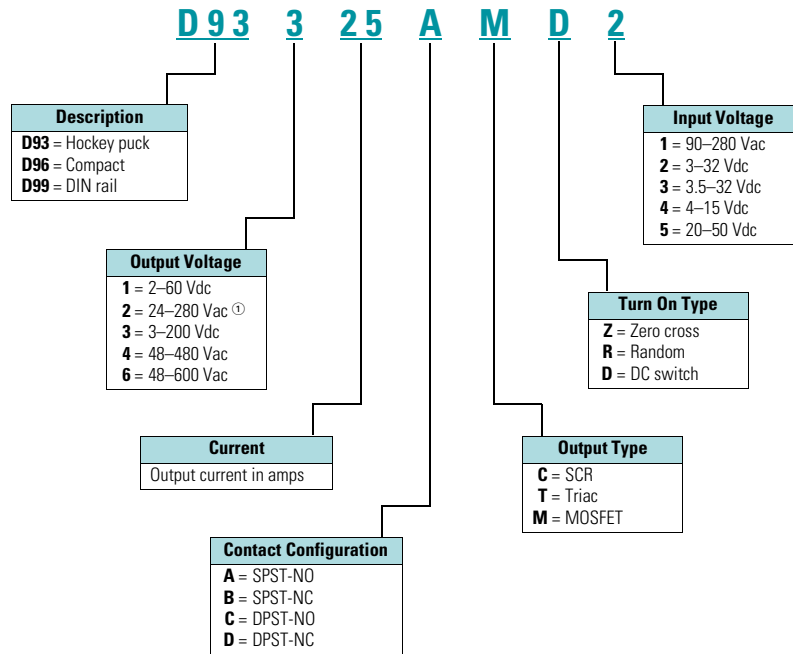 D93 3 25 A M D 2
Description
D93 = Hockey puck
D96 = Compact
D99 = DIN rail
Input Voltage
1 = 90–280 Vac
2 = 3–32 Vdc
3 = 3.5–32 Vdc
4 = 4–15 Vdc
5 = 20–50 Vdc
Output Voltage
1 = 2–60 Vdc
2 = 24–280 Vac ①
3 = 3–200 Vdc
4 = 48–480 Vac
6 = 48–600 Vac
Turn On Type
Z = Zero cross
R = Random
D = DC switch
Current
Output current in amps
Output Type
C = SCR
T = Triac
M = MOSFET
Contact Configuration
A = SPST-NO
B = SPST-NC
C = DPST-NO
D = DPST-NC